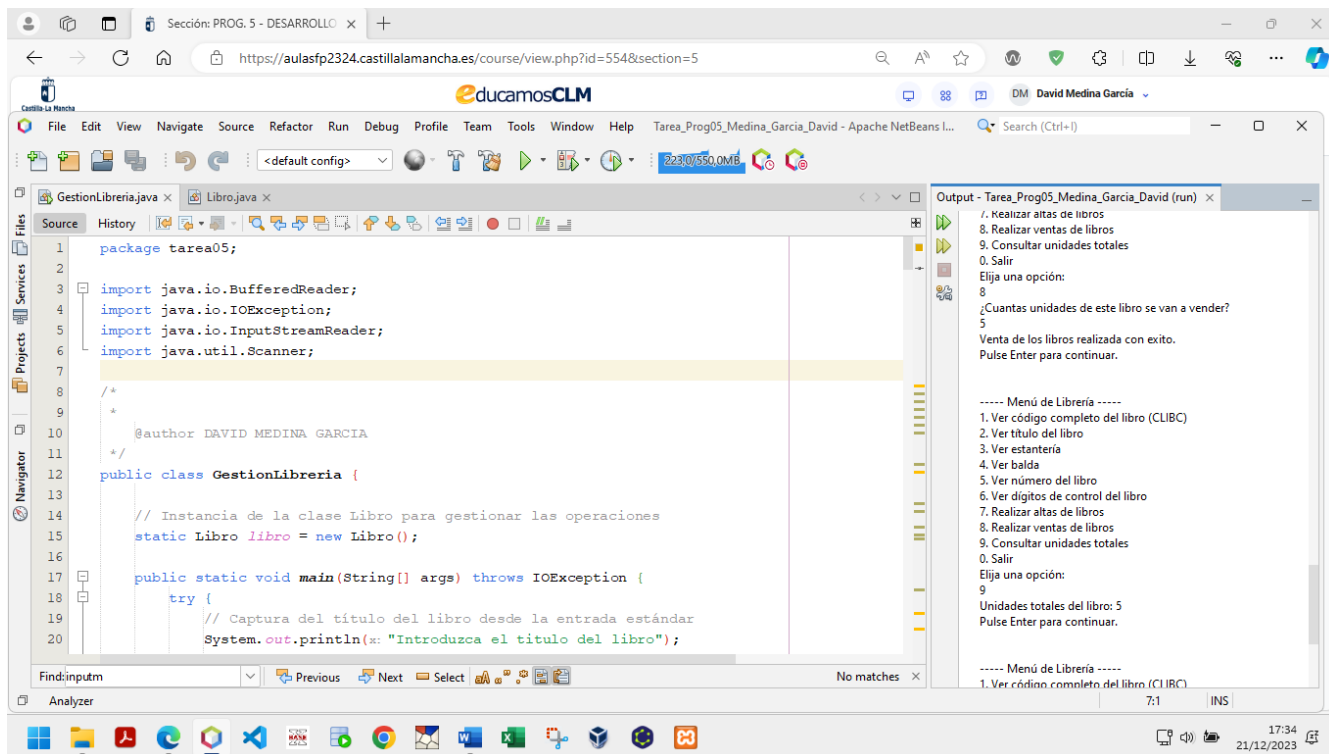 Sección: PROG. 5 - DESARROLLO
https://aulasfp2324.castillalamancha.es/course/view.php?id=554&section=5
Castilla-La Mancha
educamosCLM
DM David Medina García
File Edit View Navigate Source Refactor Run Debug Profile Team Tools Window Help Tarea_Prog05_Medina_Garcia_David - Apache NetBeans I... Search (Ctrl+I)
<default config> 223,0/550,0MB
GestionLibreria.java Libro.java
Source History
Files
Services
Projects
Navigator
1 package tarea05;
2
3 import java.io.BufferedReader;
4 import java.io.IOException;
5 import java.io.InputStreamReader;
6 import java.util.Scanner;
7
8 /*
9 *
10 @author DAVID MEDINA GARCIA
11 */
12 public class GestionLibreria {
13
14 // Instancia de la clase Libro para gestionar las operaciones
15 static Libro libro = new Libro();
16
17 public static void main(String[] args) throws IOException {
18 try {
19 // Captura del título del libro desde la entrada estándar
20 System.out.println(x: "Introduzca el titulo del libro");
Find: inputm Previous Next Select No matches
Output - Tarea_Prog05_Medina_Garcia_David (run)
7. Realizar altas de libros
8. Realizar ventas de libros
9. Consultar unidades totales
0. Salir
Elija una opción:
8
¿Cuantas unidades de este libro se van a vender?
5
Venta de los libros realizada con exito.
Pulse Enter para continuar.
----- Menú de Librería -----
1. Ver código completo del libro (CLIBC)
2. Ver título del libro
3. Ver estantería
4. Ver balda
5. Ver número del libro
6. Ver dígitos de control del libro
7. Realizar altas de libros
8. Realizar ventas de libros
9. Consultar unidades totales
0. Salir
Elija una opción:
9
Unidades totales del libro: 5
Pulse Enter para continuar.
----- Menú de Librería -----
1. Ver código completo del libro (CLIBC)
Analyzer
7:1 INS
17:34
21/12/2023